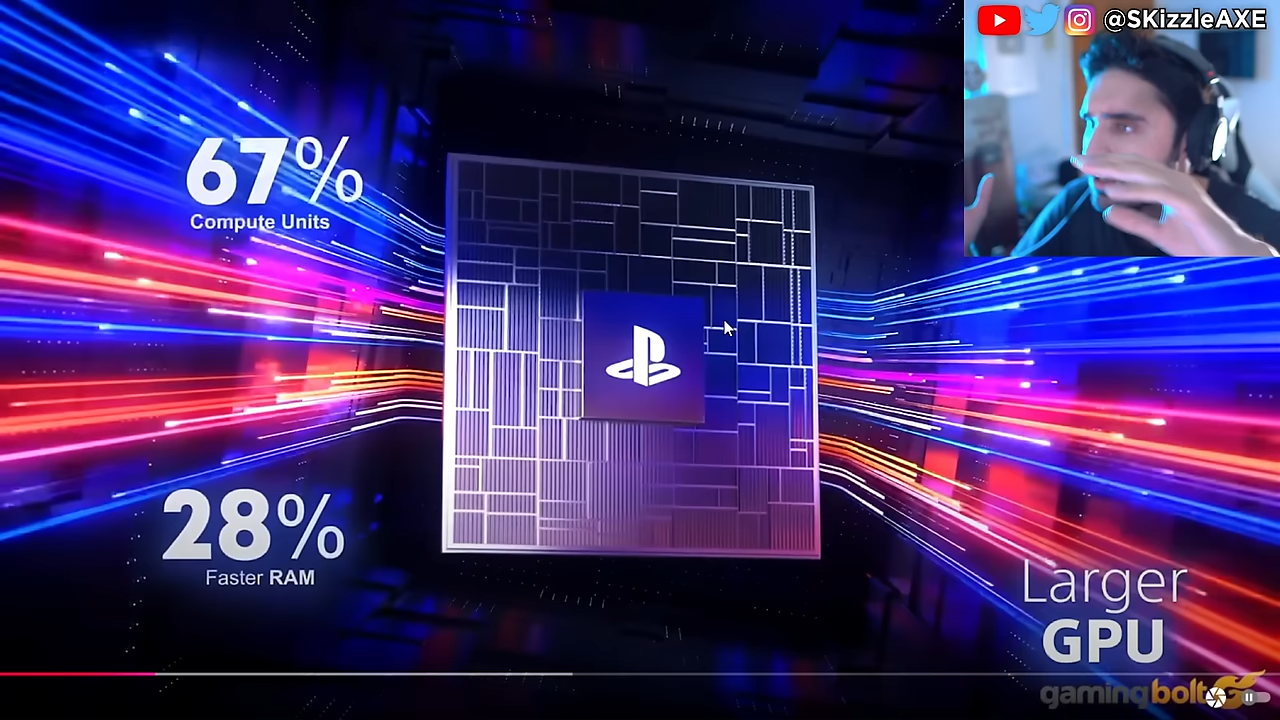 @SKizzleAXE
67%
Compute Units
28%
Faster RAM
Larger
GPU
gamingbolt